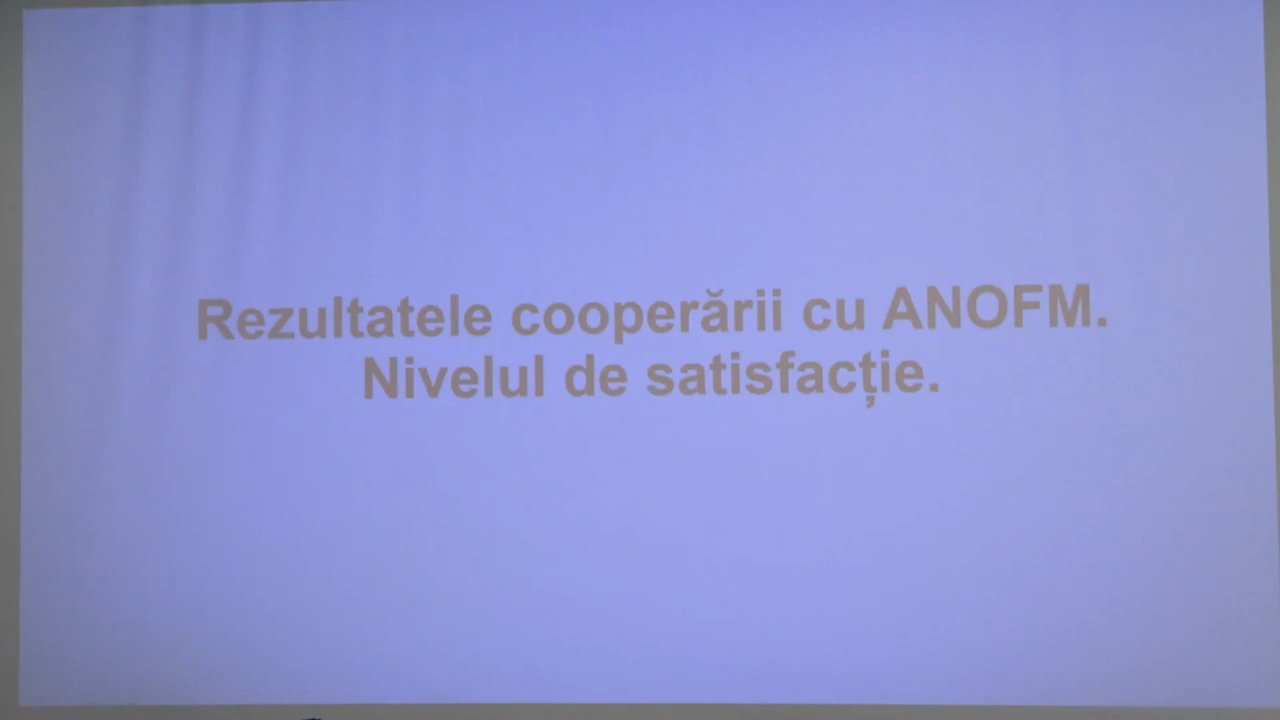 Rezultatele cooperării cu ANOFM.
Nivelul de satisfacție.